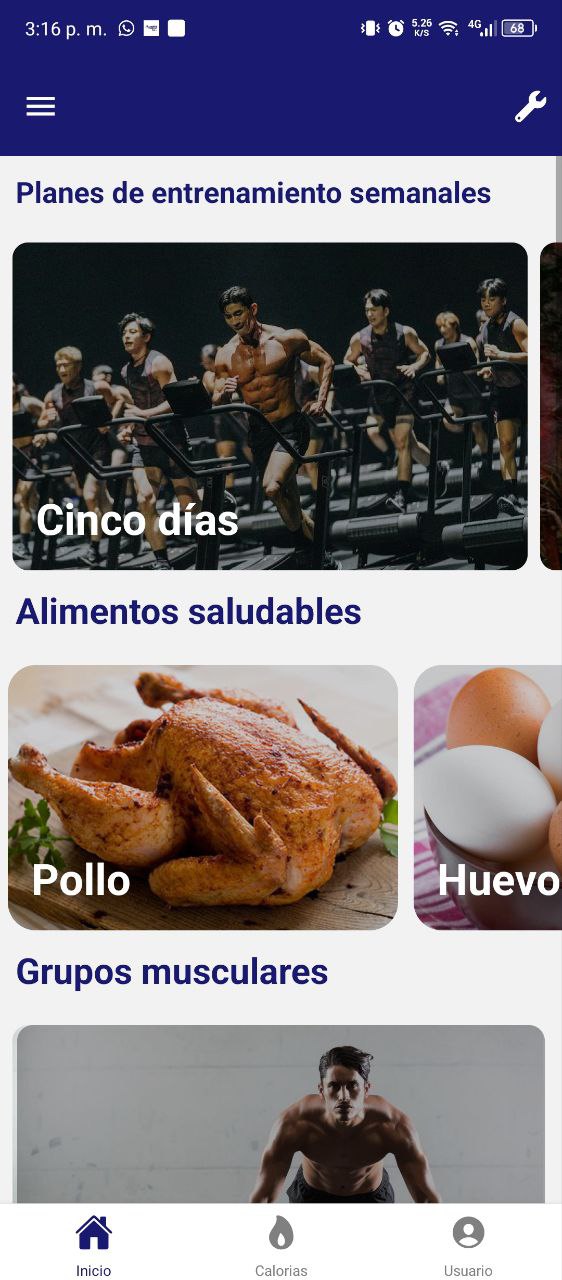 3:16 p. m.
5.26
K/S
4G
68
Planes de entrenamiento semanales
Cinco días
Alimentos saludables
Pollo
Huevo
Grupos musculares
Inicio
Calorias
Usuario